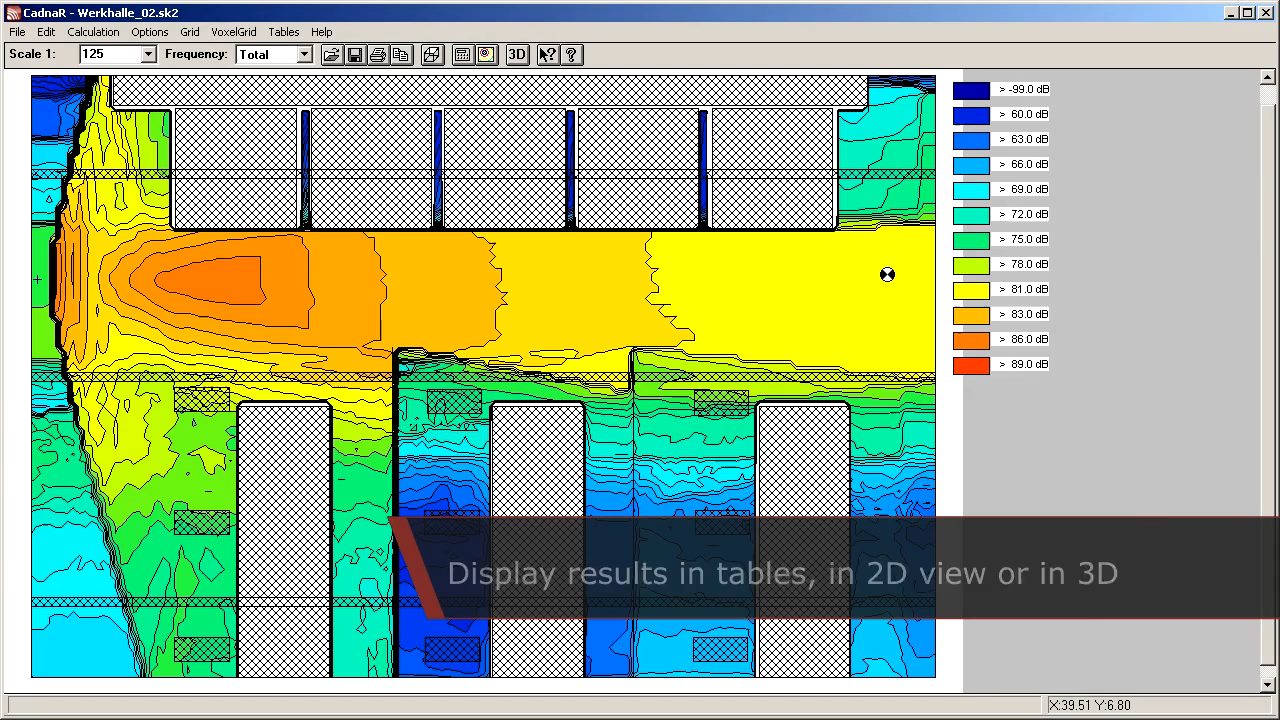 CadnaR - Werkhalle_02.sk2
File Edit Calculation Options Grid VoxelGrid Tables Help
Scale 1: 125 Frequency: Total 3D
> -99.0 dB
> 60.0 dB
> 63.0 dB
> 66.0 dB
> 69.0 dB
> 72.0 dB
> 75.0 dB
> 78.0 dB
> 81.0 dB
> 83.0 dB
> 86.0 dB
> 89.0 dB
Display results in tables, in 2D view or in 3D
X:39.51 Y:6.80